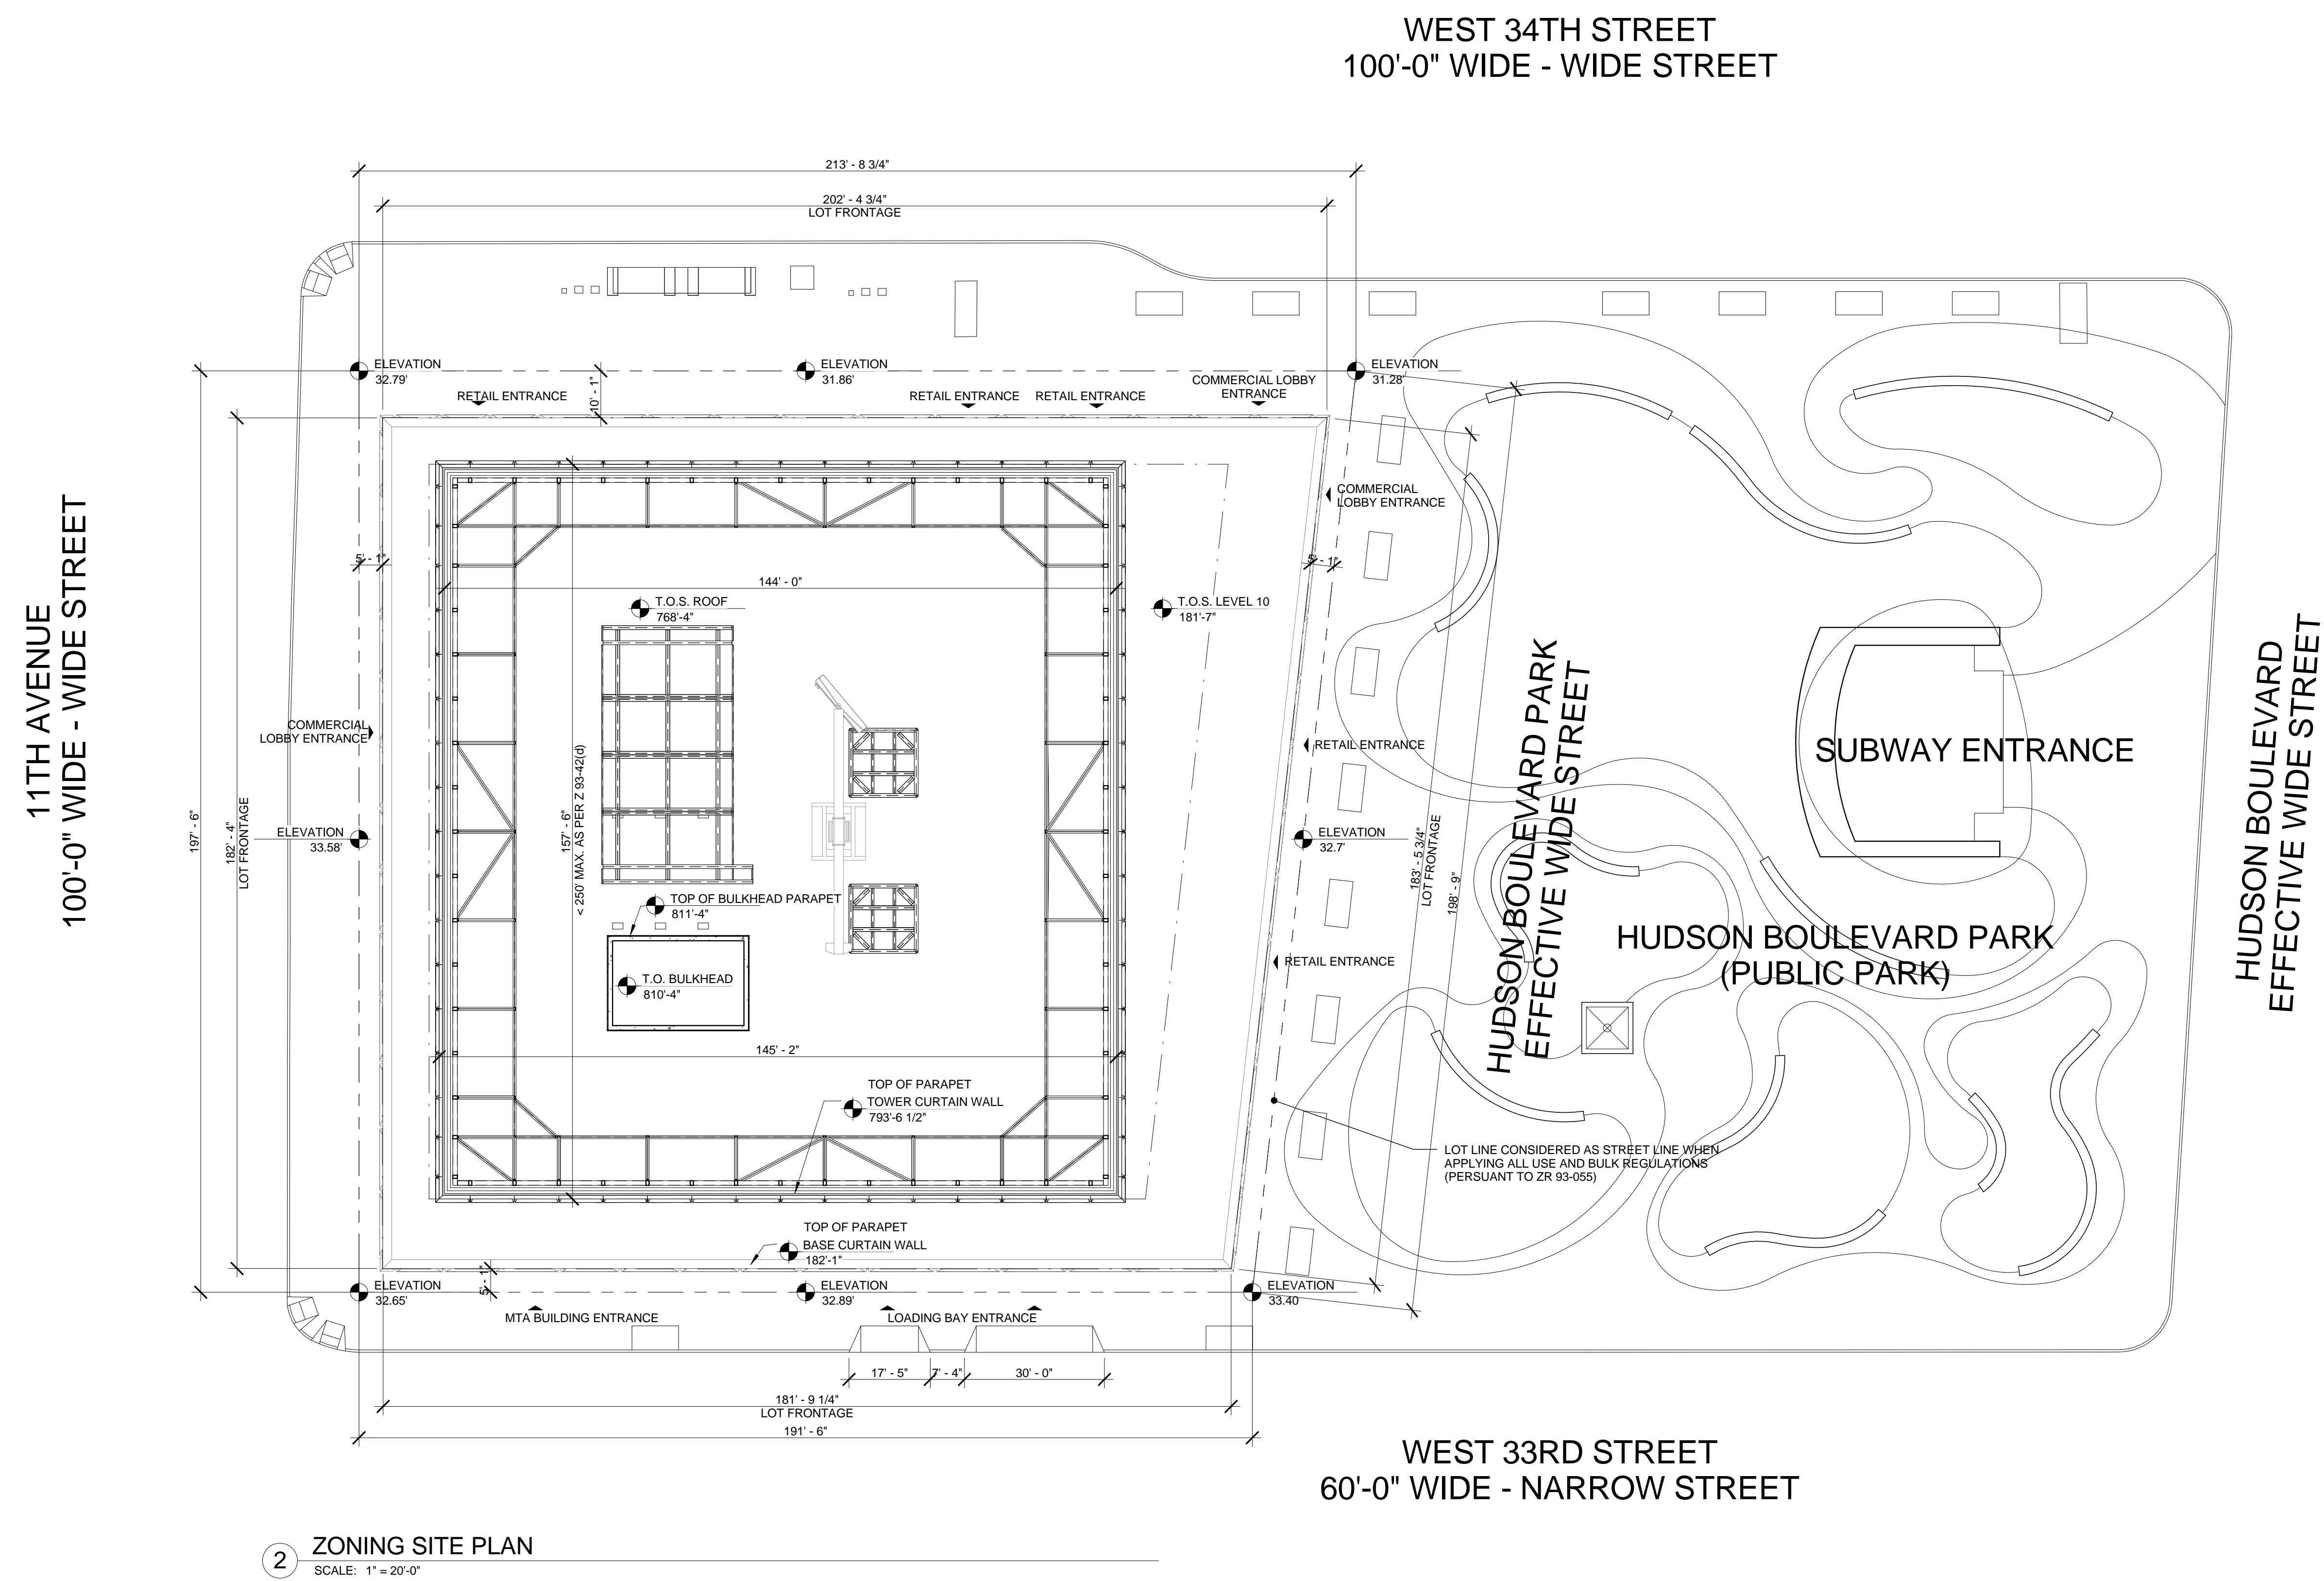 WEST 34TH STREET
100'-0" WIDE - WIDE STREET
213' - 8 3/4"
202' - 4 3/4"
LOT FRONTAGE
ELEVATION
32.79'
ELEVATION
31.86'
ELEVATION
31.28'
10' - 1"
RETAIL ENTRANCE
RETAIL ENTRANCE
RETAIL ENTRANCE
COMMERCIAL LOBBY
ENTRANCE
COMMERCIAL
LOBBY ENTRANCE
5' - 1"
5' - 1"
144' - 0"
T.O.S. ROOF
768'-4"
T.O.S. LEVEL 10
181'-7"
11TH AVENUE
100'-0" WIDE - WIDE STREET
COMMERCIAL
LOBBY ENTRANCE
RETAIL ENTRANCE
197' - 6"
182' - 4"
LOT FRONTAGE
ELEVATION
33.58'
157' - 6"
< 250' MAX. AS PER Z 93-42(d)
ELEVATION
32.7'
183' - 5 3/4"
LOT FRONTAGE
198' - 9"
HUDSON BOULEVARD PARK
EFFECTIVE WIDE STREET
SUBWAY ENTRANCE
HUDSON BOULEVARD
EFFECTIVE WIDE STREET
HUDSON BOULEVARD PARK
(PUBLIC PARK)
TOP OF BULKHEAD PARAPET
811'-4"
RETAIL ENTRANCE
T.O. BULKHEAD
810'-4"
145' - 2"
TOP OF PARAPET
TOWER CURTAIN WALL
793'-6 1/2"
LOT LINE CONSIDERED AS STREET LINE WHEN
APPLYING ALL USE AND BULK REGULATIONS
(PERSUANT TO ZR 93-055)
TOP OF PARAPET
BASE CURTAIN WALL
182'-1"
5' - 1"
ELEVATION
32.65'
ELEVATION
32.89'
ELEVATION
33.40
MTA BUILDING ENTRANCE
LOADING BAY ENTRANCE
17' - 5"
7' - 4"
30' - 0"
181' - 9 1/4"
LOT FRONTAGE
191' - 6"
WEST 33RD STREET
60'-0" WIDE - NARROW STREET
2
ZONING SITE PLAN
SCALE: 1" = 20'-0"